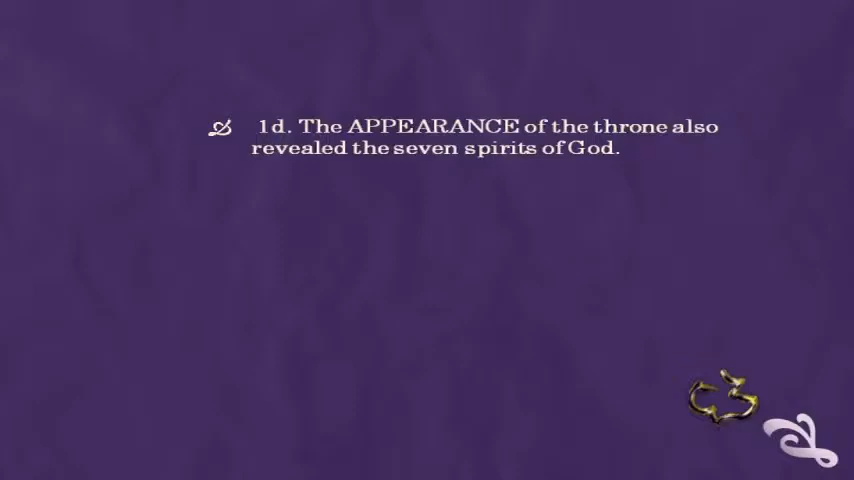 1d. The APPEARANCE of the throne also
revealed the seven spirits of God.